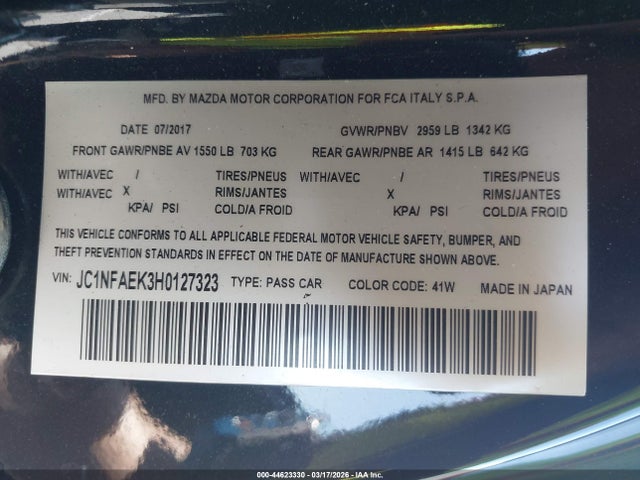 MFD. BY MAZDA MOTOR CORPORATION FOR FCA ITALY S.P.A.
DATE 07/2017 GVWR/PNBV 2959 LB 1342 KG
FRONT GAWR/PNBE AV 1550 LB 703 KG REAR GAWR/PNBE AR 1415 LB 642 KG
WITH/AVEC / TIRES/PNEUS WITH/AVEC / TIRES/PNEUS
WITH/AVEC X RIMS/JANTES X RIMS/JANTES
KPA/ PSI COLD/A FROID KPA/ PSI COLD/A FROID
THIS VEHICLE CONFORMS TO ALL APPLICABLE FEDERAL MOTOR VEHICLE SAFETY, BUMPER, AND
THEFT PREVENTION STANDARDS IN EFFECT ON THE DATE OF MANUFACTURE SHOWN ABOVE.
VIN: JC1NFAEK3H0127323 TYPE: PASS CAR COLOR CODE: 41W MADE IN JAPAN
000-44623330 - 03/17/2026 - IAA Inc.